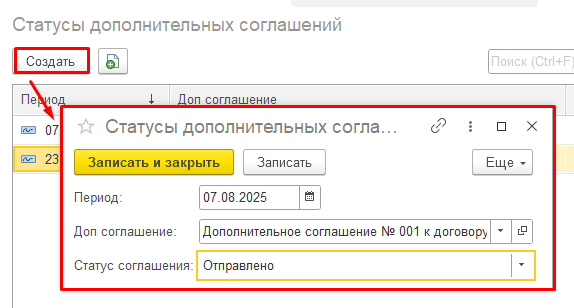 Статусы дополнительных соглашений
Создать
Поиск (Ctrl+F)
Период ↓ Доп соглашение
07
23
Статусы дополнительных согла...
Записать и закрыть Записать Еще
Период: 07.08.2025
Доп соглашение: Дополнительное соглашение № 001 к договору
Статус соглашения: Отправлено